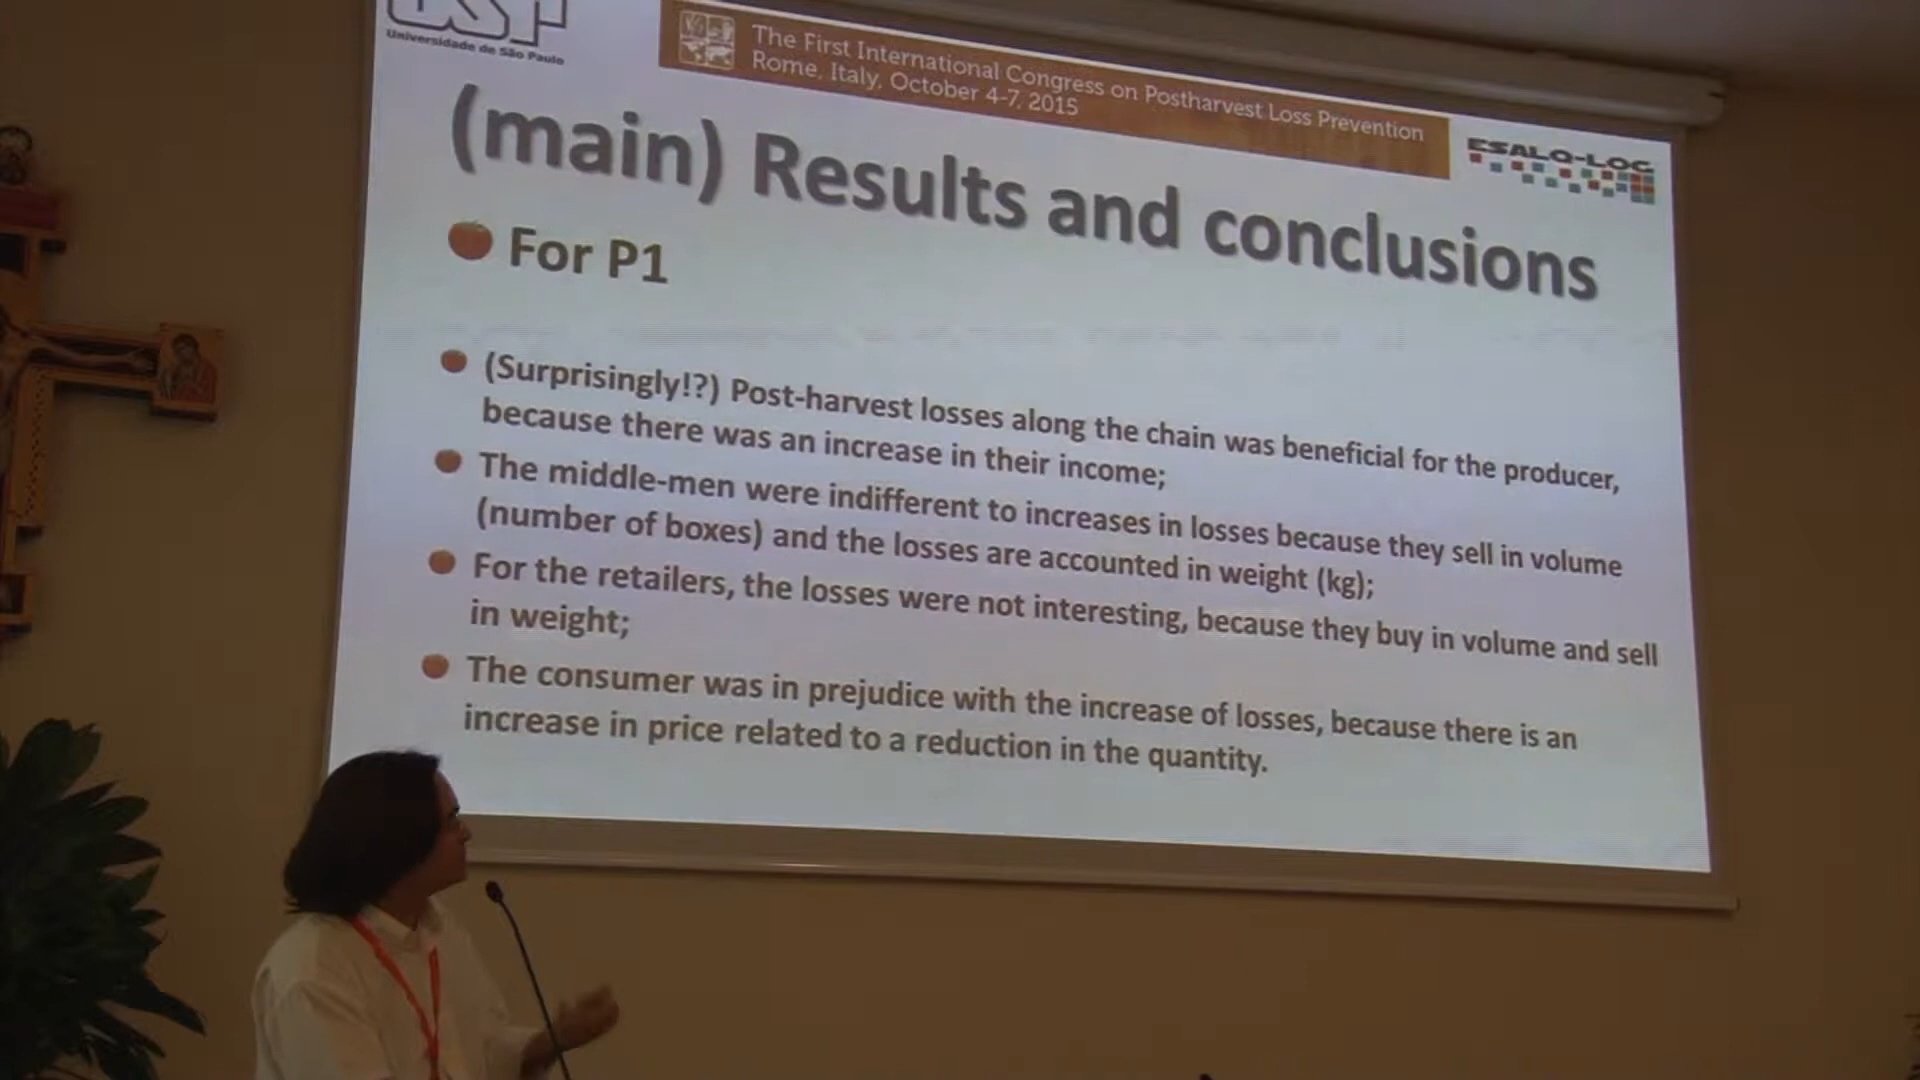 USP
Universidade de São Paulo
The First International Congress on Postharvest Loss Prevention
Rome, Italy, October 4-7, 2015
ESALQ-LOG
(main) Results and conclusions
For P1
(Surprisingly!?) Post-harvest losses along the chain was beneficial for the producer,
because there was an increase in their income;
The middle-men were indifferent to increases in losses because they sell in volume
(number of boxes) and the losses are accounted in weight (kg);
For the retailers, the losses were not interesting, because they buy in volume and sell
in weight;
The consumer was in prejudice with the increase of losses, because there is an
increase in price related to a reduction in the quantity.